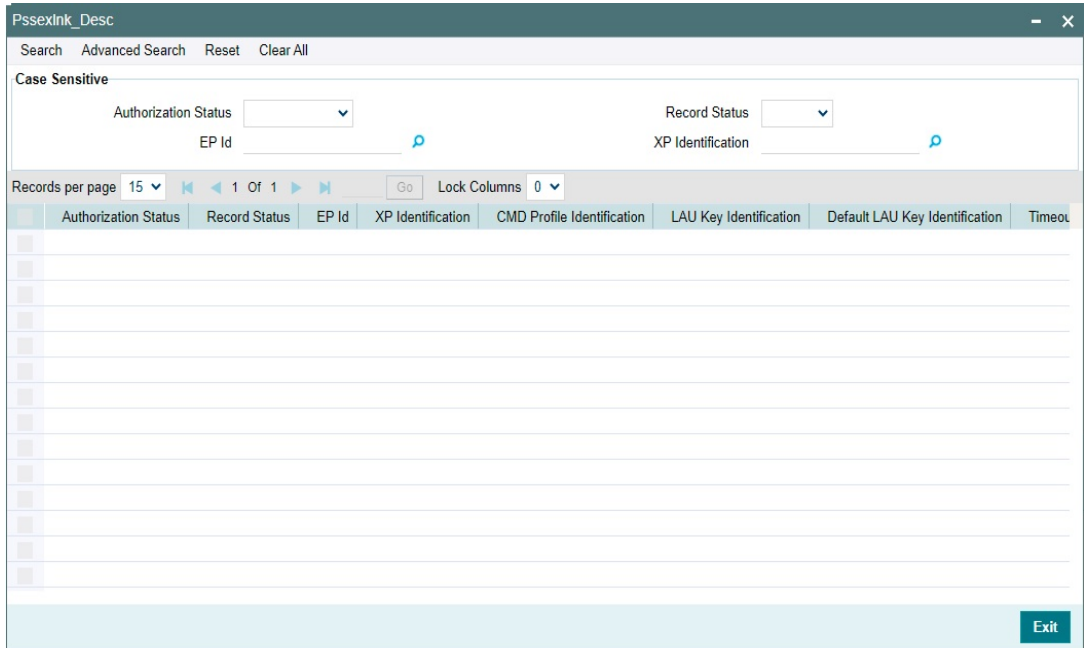 PssexInk_Desc
Search Advanced Search Reset Clear All
Case Sensitive
Authorization Status Record Status
EP Id XP Identification
Records per page 15 1 Of 1 Go Lock Columns 0
Authorization Status Record Status EP Id XP Identification CMD Profile Identification LAU Key Identification Default LAU Key Identification Timeou
Exit